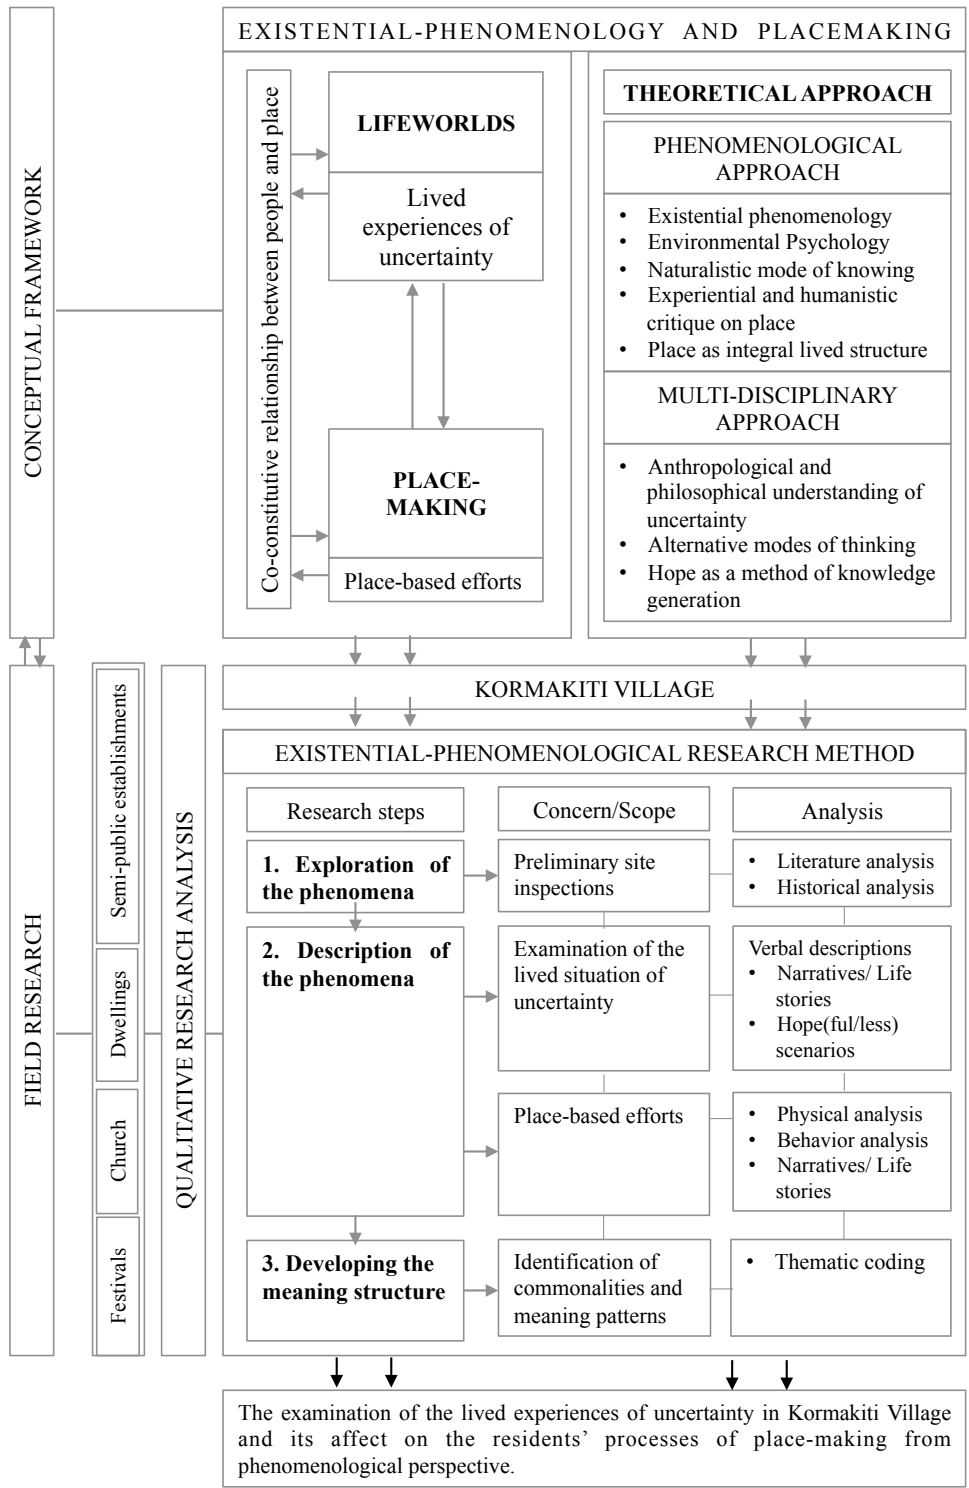 CONCEPTUAL FRAMEWORK
EXISTENTIAL-PHENOMENOLOGY AND PLACEMAKING
Co-constitutive relationship between people and place
LIFEWORLDS
Lived
experiences of
uncertainty
PLACE-
MAKING
Place-based efforts
THEORETICAL APPROACH
PHENOMENOLOGICAL
APPROACH
• Existential phenomenology
• Environmental Psychology
• Naturalistic mode of knowing
• Experiential and humanistic
critique on place
• Place as integral lived structure
MULTI-DISCIPLINARY
APPROACH
• Anthropological and
philosophical understanding of
uncertainty
• Alternative modes of thinking
• Hope as a method of knowledge
generation
FIELD RESEARCH
Semi-public establishments
Dwellings
Church
Festivals
QUALITATIVE RESEARCH ANALYSIS
KORMAKITI VILLAGE
EXISTENTIAL-PHENOMENOLOGICAL RESEARCH METHOD
Research steps
Concern/Scope
Analysis
1. Exploration of
the phenomena
Preliminary site
inspections
• Literature analysis
• Historical analysis
2. Description of
the phenomena
Examination of the
lived situation of
uncertainty
Verbal descriptions
• Narratives/ Life
stories
• Hope(ful/less)
scenarios
Place-based efforts
• Physical analysis
• Behavior analysis
• Narratives/ Life
stories
3. Developing the
meaning structure
Identification of
commonalities and
meaning patterns
• Thematic coding
The examination of the lived experiences of uncertainty in Kormakiti Village
and its affect on the residents’ processes of place-making from
phenomenological perspective.